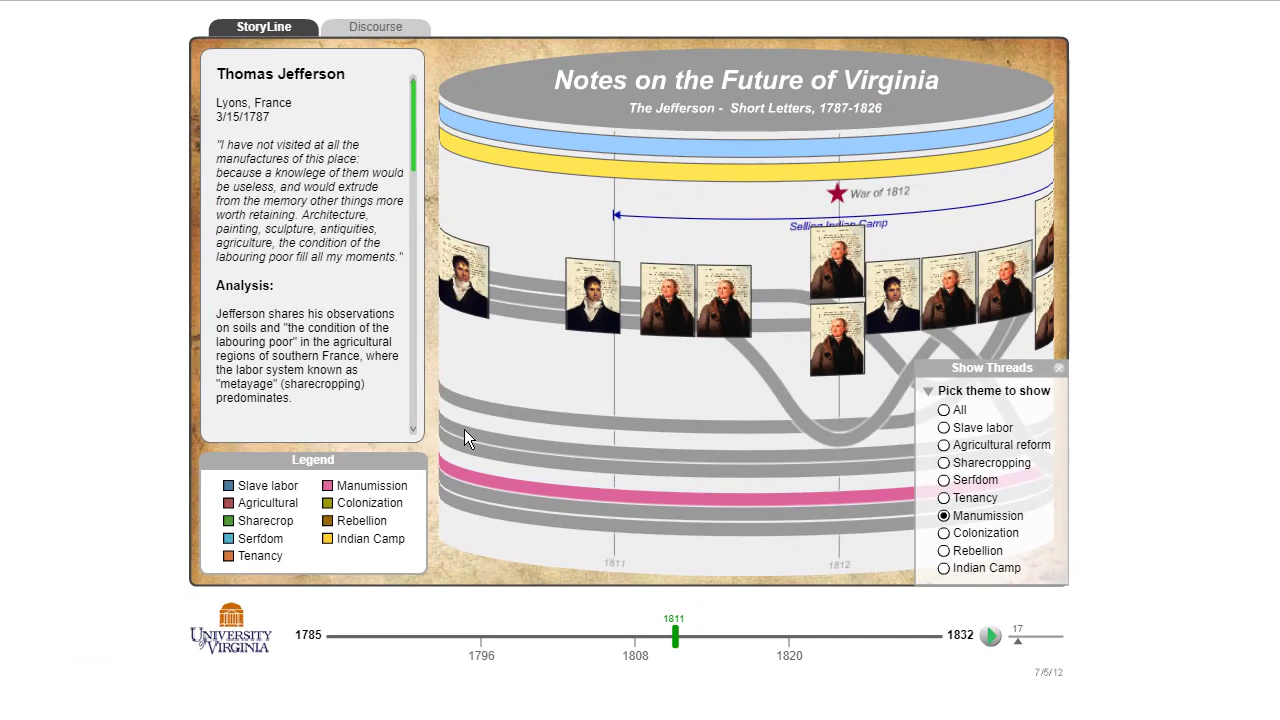 StoryLine
Discourse
Thomas Jefferson
Lyons, France
3/15/1787
"I have not visited at all the
manufactures of this place:
because a knowlege of them would
be useless, and would extrude
from the memory other things more
worth retaining. Architecture,
painting, sculpture, antiquities,
agriculture, the condition of the
labouring poor fill all my moments."
Analysis:
Jefferson shares his observations
on soils and "the condition of the
labouring poor" in the agricultural
regions of southern France, where
the labor system known as
"metayage" (sharecropping)
predominates.
Legend
Slave labor
Manumission
Agricultural
Colonization
Sharecrop
Rebellion
Serfdom
Indian Camp
Tenancy
Notes on the Future of Virginia
The Jefferson - Short Letters, 1787-1826
War of 1812
Selling Indian Camp
1811
1812
Show Threads
Pick theme to show
All
Slave labor
Agricultural reform
Sharecropping
Serfdom
Tenancy
Manumission
Colonization
Rebellion
Indian Camp
UNIVERSITY
of VIRGINIA
1785
1811
1832
17
1796
1808
1820
7/5/12